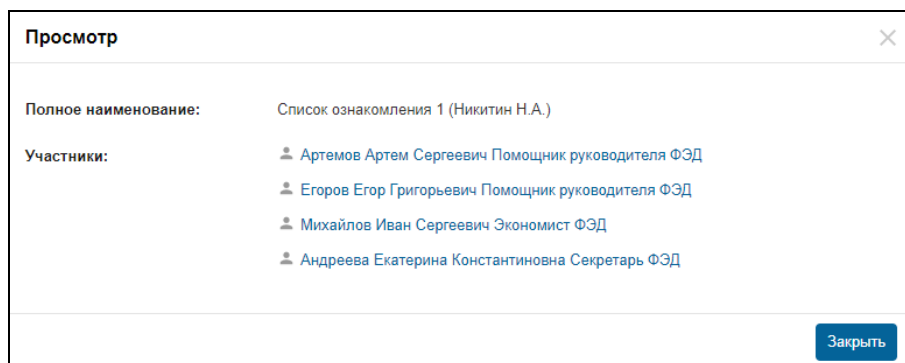 Просмотр
Полное наименование: Список ознакомления 1 (Никитин Н.А.)
Участники: Артемов Артем Сергеевич Помощник руководителя ФЭД
Егоров Егор Григорьевич Помощник руководителя ФЭД
Михайлов Иван Сергеевич Экономист ФЭД
Андреева Екатерина Константиновна Секретарь ФЭД
Закрыть